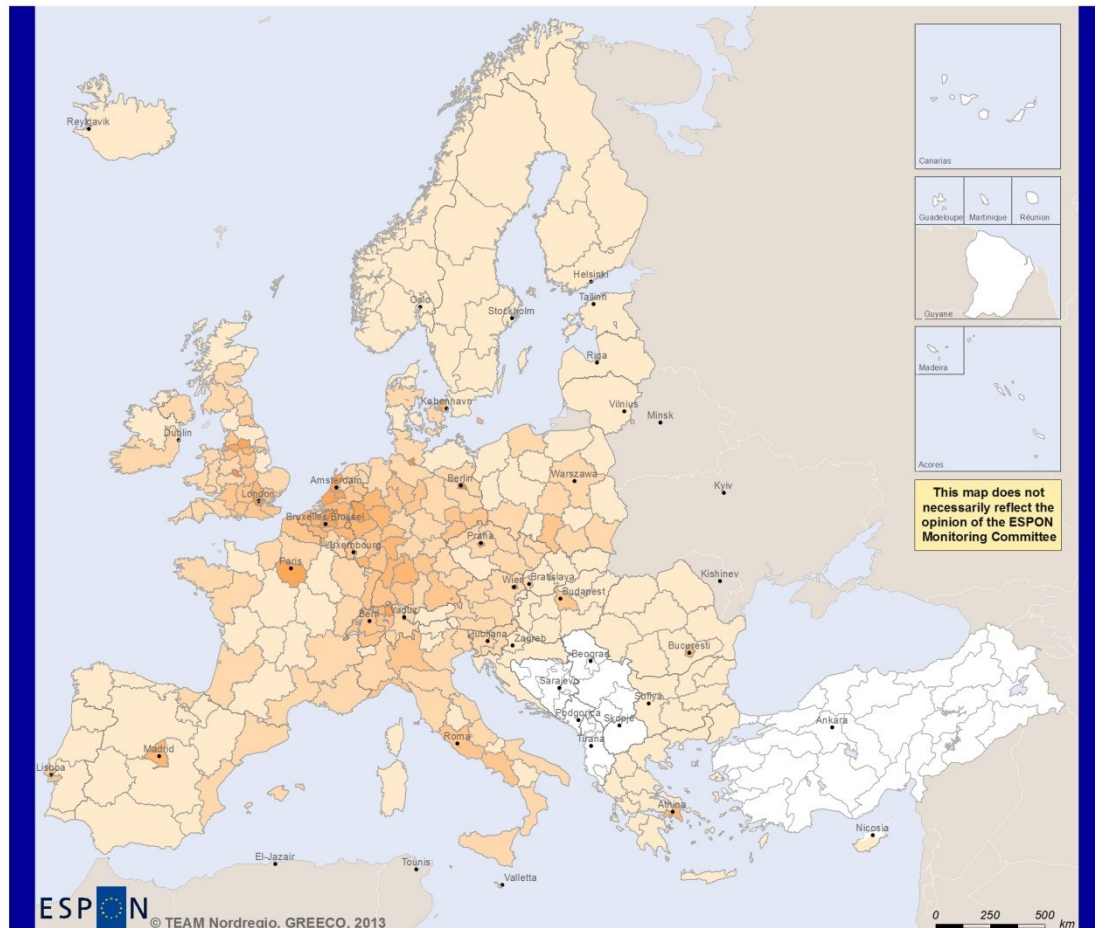 Reykjavik
Canarias
Guadeloupe Martinique Réunion
Guyane
Madeira
Acores
This map does not
necessarily reflect the
opinion of the ESPON
Monitoring Committee
Helsinki
Oslo
Tallinn
Stockholm
Riga
København
Vilnius
Minsk
Dublin
Amsterdam
Berlin
Warszawa
London
Kyiv
Bruxelles/Brussel
Luxembourg
Praha
Paris
Wien
Bratislava
Kishinev
Budapest
Bern
Vaduz
Ljubljana
Zagreb
Bucuresti
Beograd
Sarajevo
Sofiya
Podgorica
Skopje
Ankara
Roma
Tirana
Madrid
Lisboa
Athina
Nicosia
El-Jazair
Tounis
Valletta
ESPON
© TEAM Nordregio, GREECO, 2013
0 250 500
km